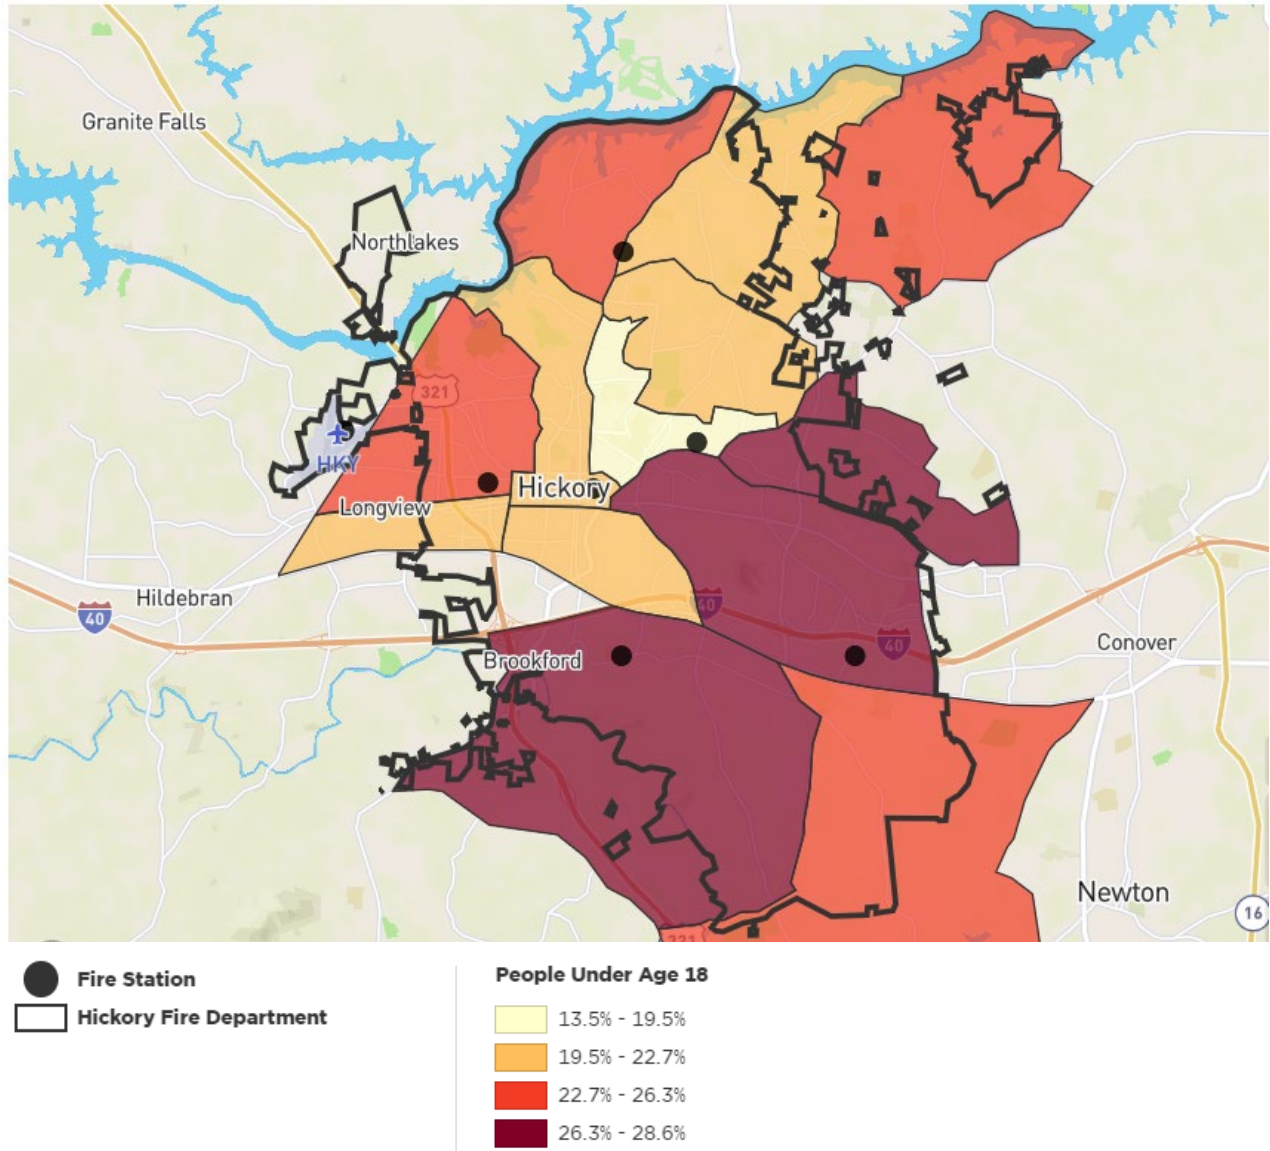 Granite Falls
Northlakes
321
HKY
Hickory
Longview
Hildebran
40
40
40
Brookford
Conover
Newton
16
321
Fire Station
Hickory Fire Department
People Under Age 18
13.5% - 19.5%
19.5% - 22.7%
22.7% - 26.3%
26.3% - 28.6%